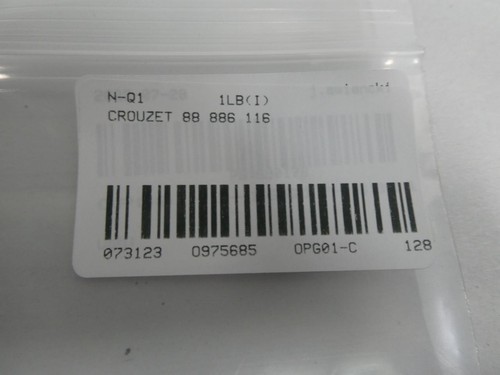 N-Q1 1LB(I)
CROUZET 88 886 116
073123 0975685 OPG01-C 128